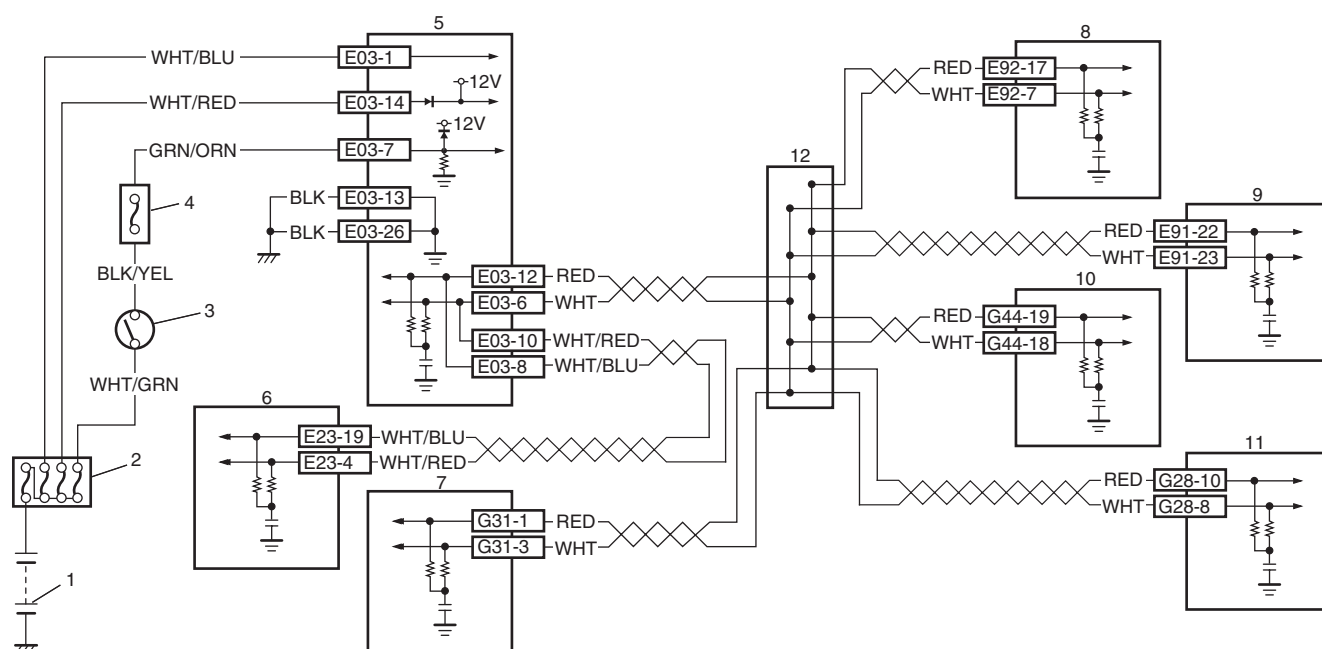 5
WHT/BLU
E03-1
12V
WHT/RED
E03-14
12V
GRN/ORN
E03-7
4
BLK
E03-13
BLK
E03-26
BLK/YEL
3
WHT/GRN
2
1
E03-12
RED
E03-6
WHT
E03-10
WHT/RED
E03-8
WHT/BLU
6
E23-19
WHT/BLU
E23-4
WHT/RED
7
G31-1
RED
G31-3
WHT
12
8
RED
E92-17
WHT
E92-7
9
RED
E91-22
WHT
E91-23
10
RED
G44-19
WHT
G44-18
11
RED
G28-10
WHT
G28-8